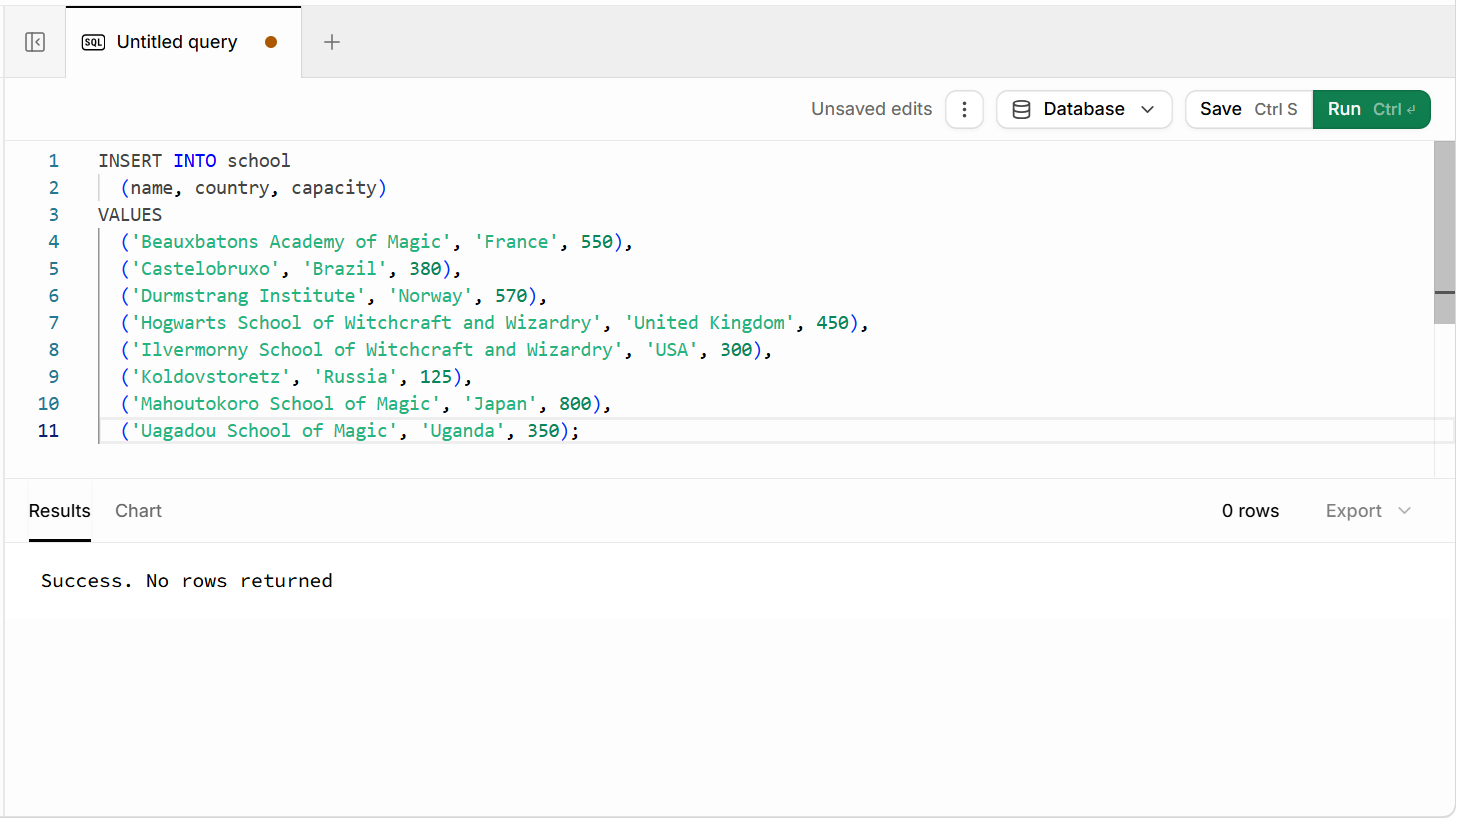 SQL Untitled query
Unsaved edits Database Save Ctrl S Run Ctrl ↵
1 INSERT INTO school
2 (name, country, capacity)
3 VALUES
4 ('Beauxbatons Academy of Magic', 'France', 550),
5 ('Castelobruxo', 'Brazil', 380),
6 ('Durmstrang Institute', 'Norway', 570),
7 ('Hogwarts School of Witchcraft and Wizardry', 'United Kingdom', 450),
8 ('Ilvermorny School of Witchcraft and Wizardry', 'USA', 300),
9 ('Koldovstoretz', 'Russia', 125),
10 ('Mahoutokoro School of Magic', 'Japan', 800),
11 ('Uagadou School of Magic', 'Uganda', 350);
Results Chart 0 rows Export
Success. No rows returned